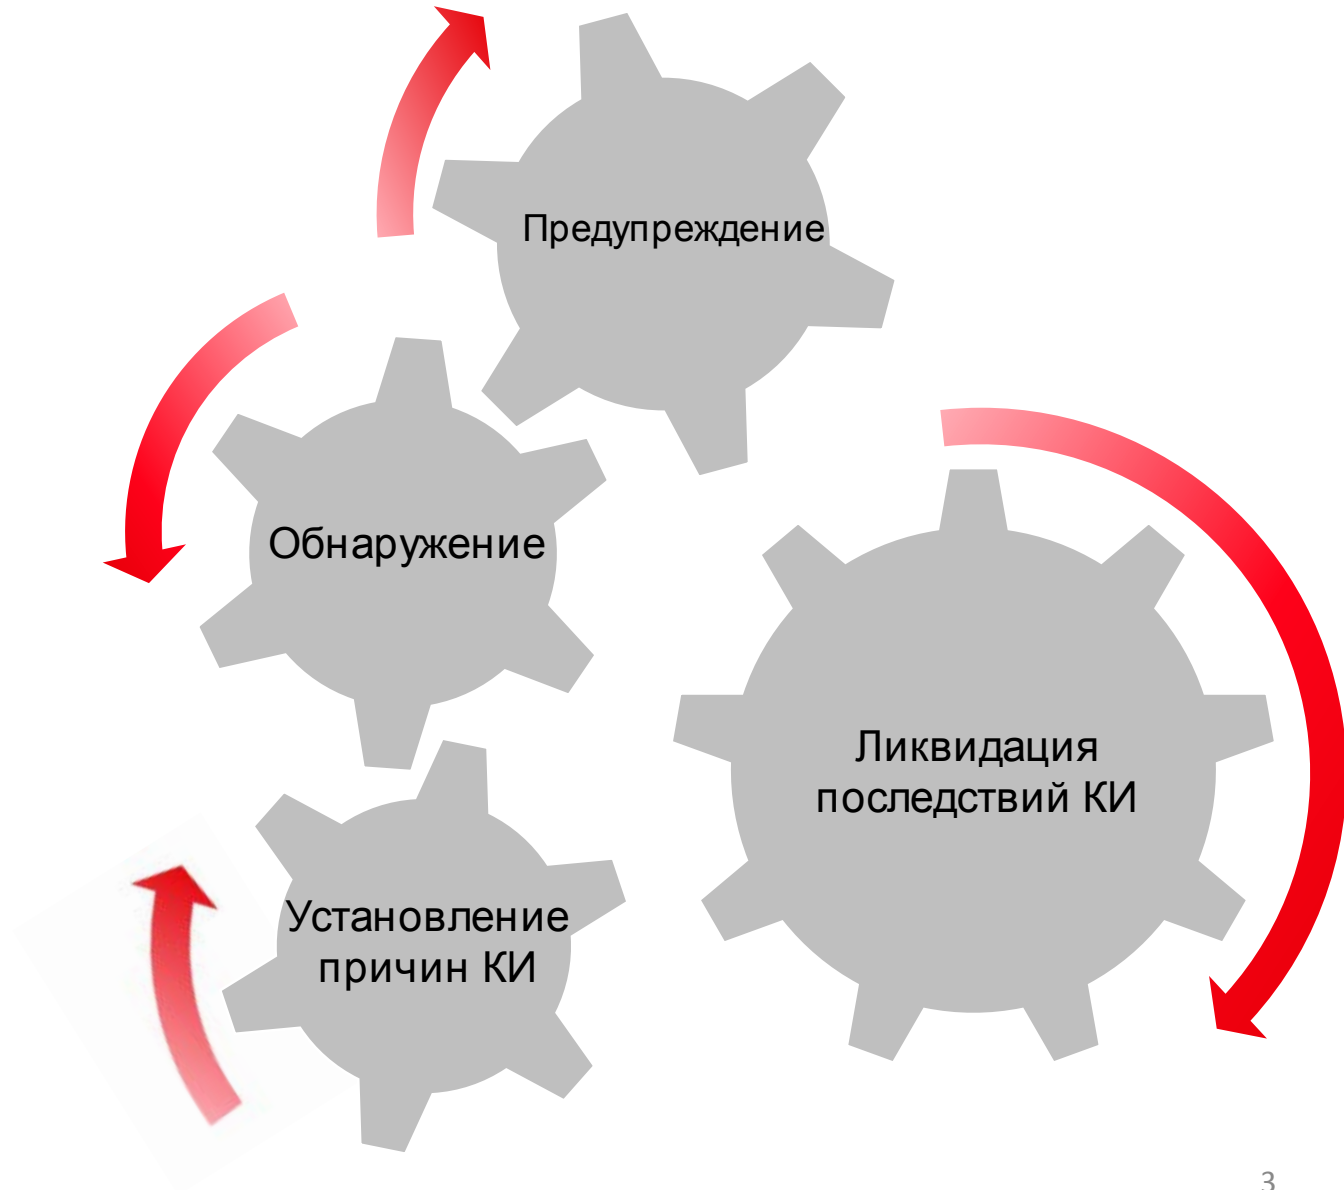 Предупреждение
Обнаружение
Ликвидация
последствий КИ
Установление
причин КИ
3